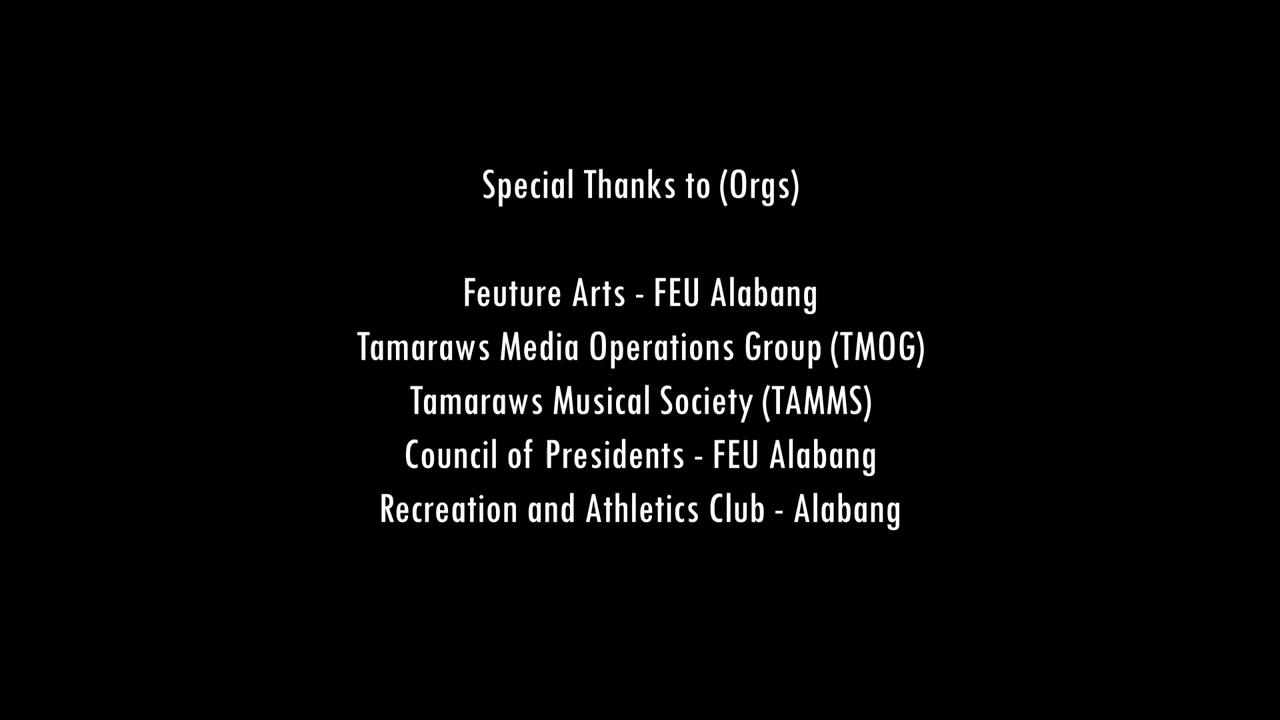 Special Thanks to (Orgs)
Feuture Arts - FEU Alabang
Tamaraws Media Operations Group (TMOG)
Tamaraws Musical Society (TAMMS)
Council of Presidents - FEU Alabang
Recreation and Athletics Club - Alabang